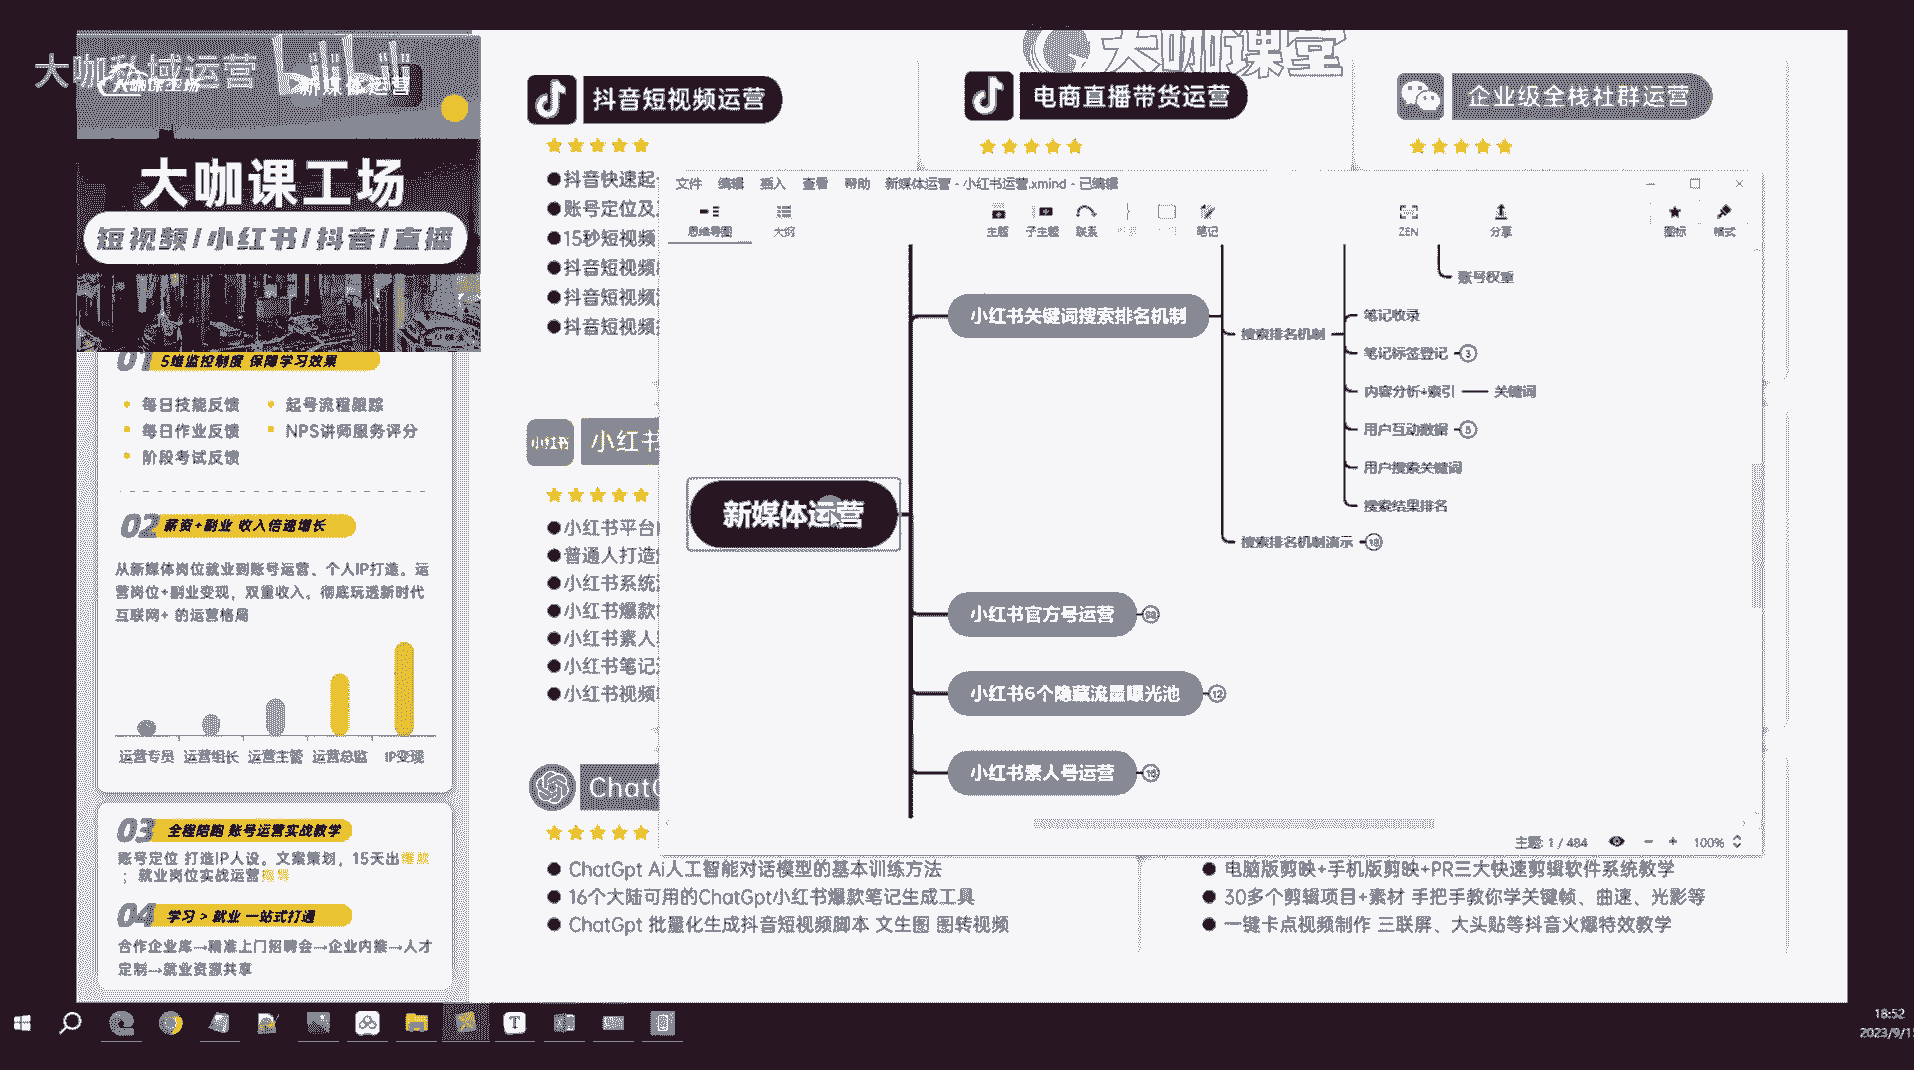 大咖私域运营
大咖课工场
新媒体运营
大咖课堂
大咖课工场
短视频/小红书/抖音/直播
01 5维监控制度 保障学习效果
每日技能反馈
起号流程跟踪
每日作业反馈
NPS讲师服务评分
阶段考试反馈
02 薪资+副业 收入倍速增长
从新媒体岗位就业到账号运营、个人IP打造。运
营岗位+副业变现，双重收入。彻底玩透新时代
互联网+ 的运营格局
运营专员 运营组长 运营主管 运营总监 IP变现
03 全程陪跑 账号运营实战教学
账号定位 打造IP人设。文案策划，15天出爆款
；就业岗位实战运营
04 学习 > 就业 一站式打通
合作企业库→精准上门招聘会→企业内推→人才
定制→就业资源共享
抖音短视频运营
抖音快速起
账号定位及
15秒短视频
抖音短视频
抖音短视频
抖音短视频
电商直播带货运营
企业级全栈社群运营
小红书
小红书
小红书平台
普通人打造
小红书系统
小红书爆款
小红书素人
小红书笔记
小红书视频
文件 编辑 插入 查看 帮助 新媒体运营 - 小红书运营.xmind - 已编辑
思维导图 大纲 主题 子主题 联系 笔记 ZEN 分享 图标 格式
新媒体运营
小红书关键词搜索排名机制
搜索排名机制
账号权重
笔记收录
笔记标签登记 3
内容分析+索引 关键词
用户互动数据 5
用户搜索关键词
搜索结果排名
搜索排名机制演示
小红书官方号运营
小红书6个隐藏流量曝光池 12
小红书素人号运营
主题: 1 / 484
100%
ChatG
ChatGpt Ai人工智能对话模型的基本训练方法
16个大陆可用的ChatGpt小红书爆款笔记生成工具
ChatGpt 批量化生成抖音短视频脚本 文生图 图转视频
电脑版剪映+手机版剪映+PR三大快速剪辑软件系统教学
30多个剪辑项目+素材 手把手教你学关键帧、曲速、光影等
一键卡点视频制作 三联屏、大头贴等抖音火爆特效教学
18:52
2023/9/1